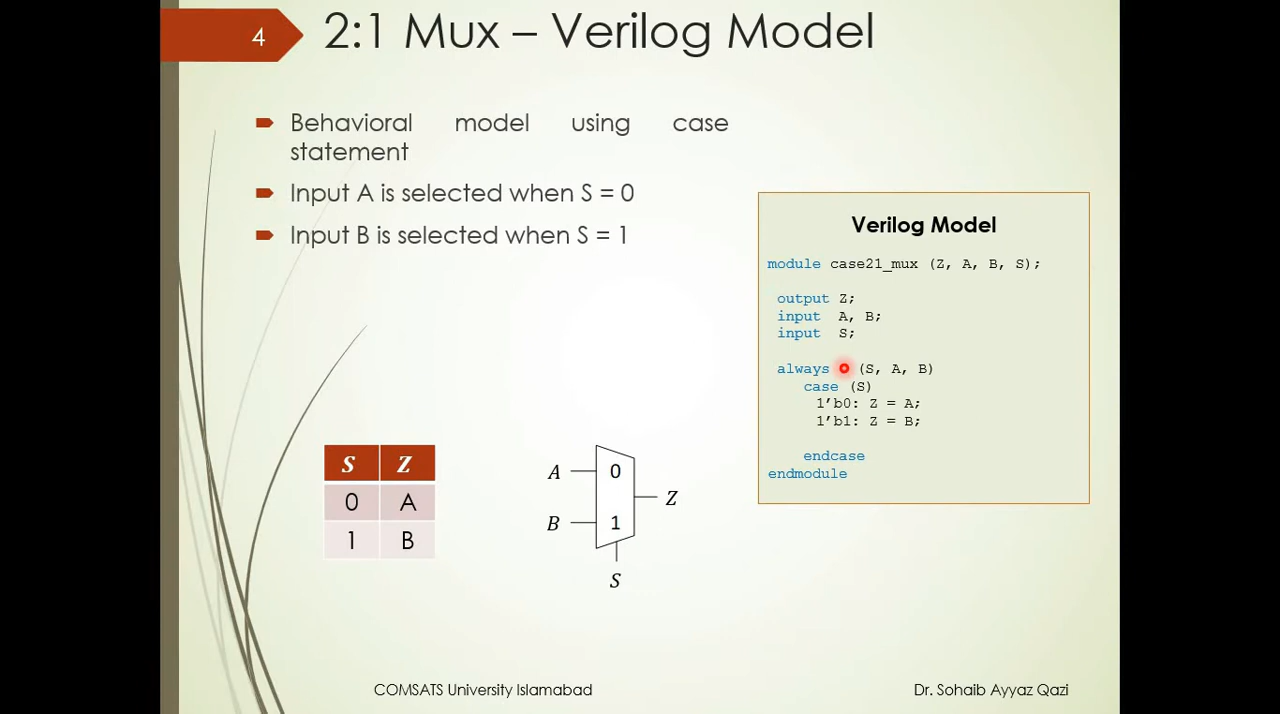 4
2:1 Mux – Verilog Model
Behavioral model using case
statement
Input A is selected when S = 0
Input B is selected when S = 1
Verilog Model
module case21_mux (Z, A, B, S);
output Z;
input A, B;
input S;
always (S, A, B)
case (S)
1’b0: Z = A;
1’b1: Z = B;
endcase
endmodule
S Z
0 A
1 B
A 0
Z
B 1
S
COMSATS University Islamabad
Dr. Sohaib Ayyaz Qazi